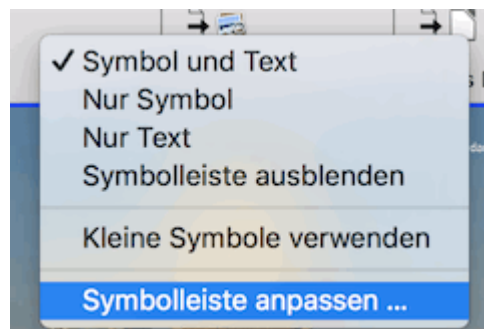 ✓ Symbol und Text
Nur Symbol
Nur Text
Symbolleiste ausblenden
Kleine Symbole verwenden
Symbolleiste anpassen ...